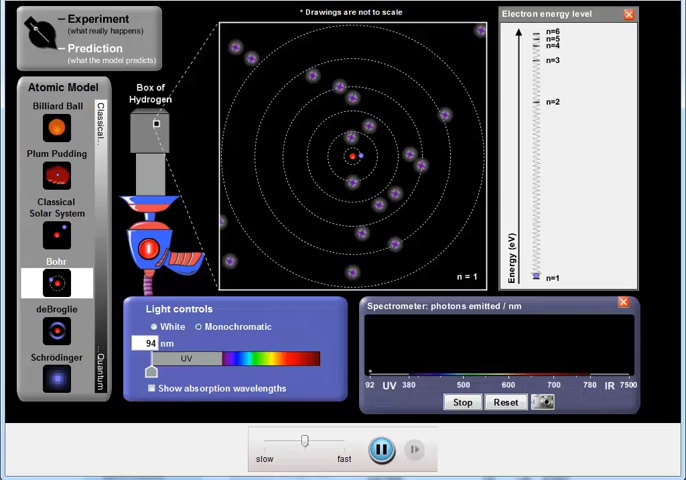 * Drawings are not to scale
Experiment
(what really happens)
Prediction
(what the model predicts)
Atomic Model
Billiard Ball
Plum Pudding
Classical
Solar System
Bohr
deBroglie
Schrödinger
Classical...
...Quantum
Box of
Hydrogen
n = 1
Electron energy level
n=6
n=5
n=4
n=3
n=2
n=1
Energy (eV)
Light controls
White
Monochromatic
94 nm
UV
Show absorption wavelengths
Spectrometer: photons emitted / nm
92 UV 380 500 600 700 780 IR 7500
Stop
Reset
slow
fast